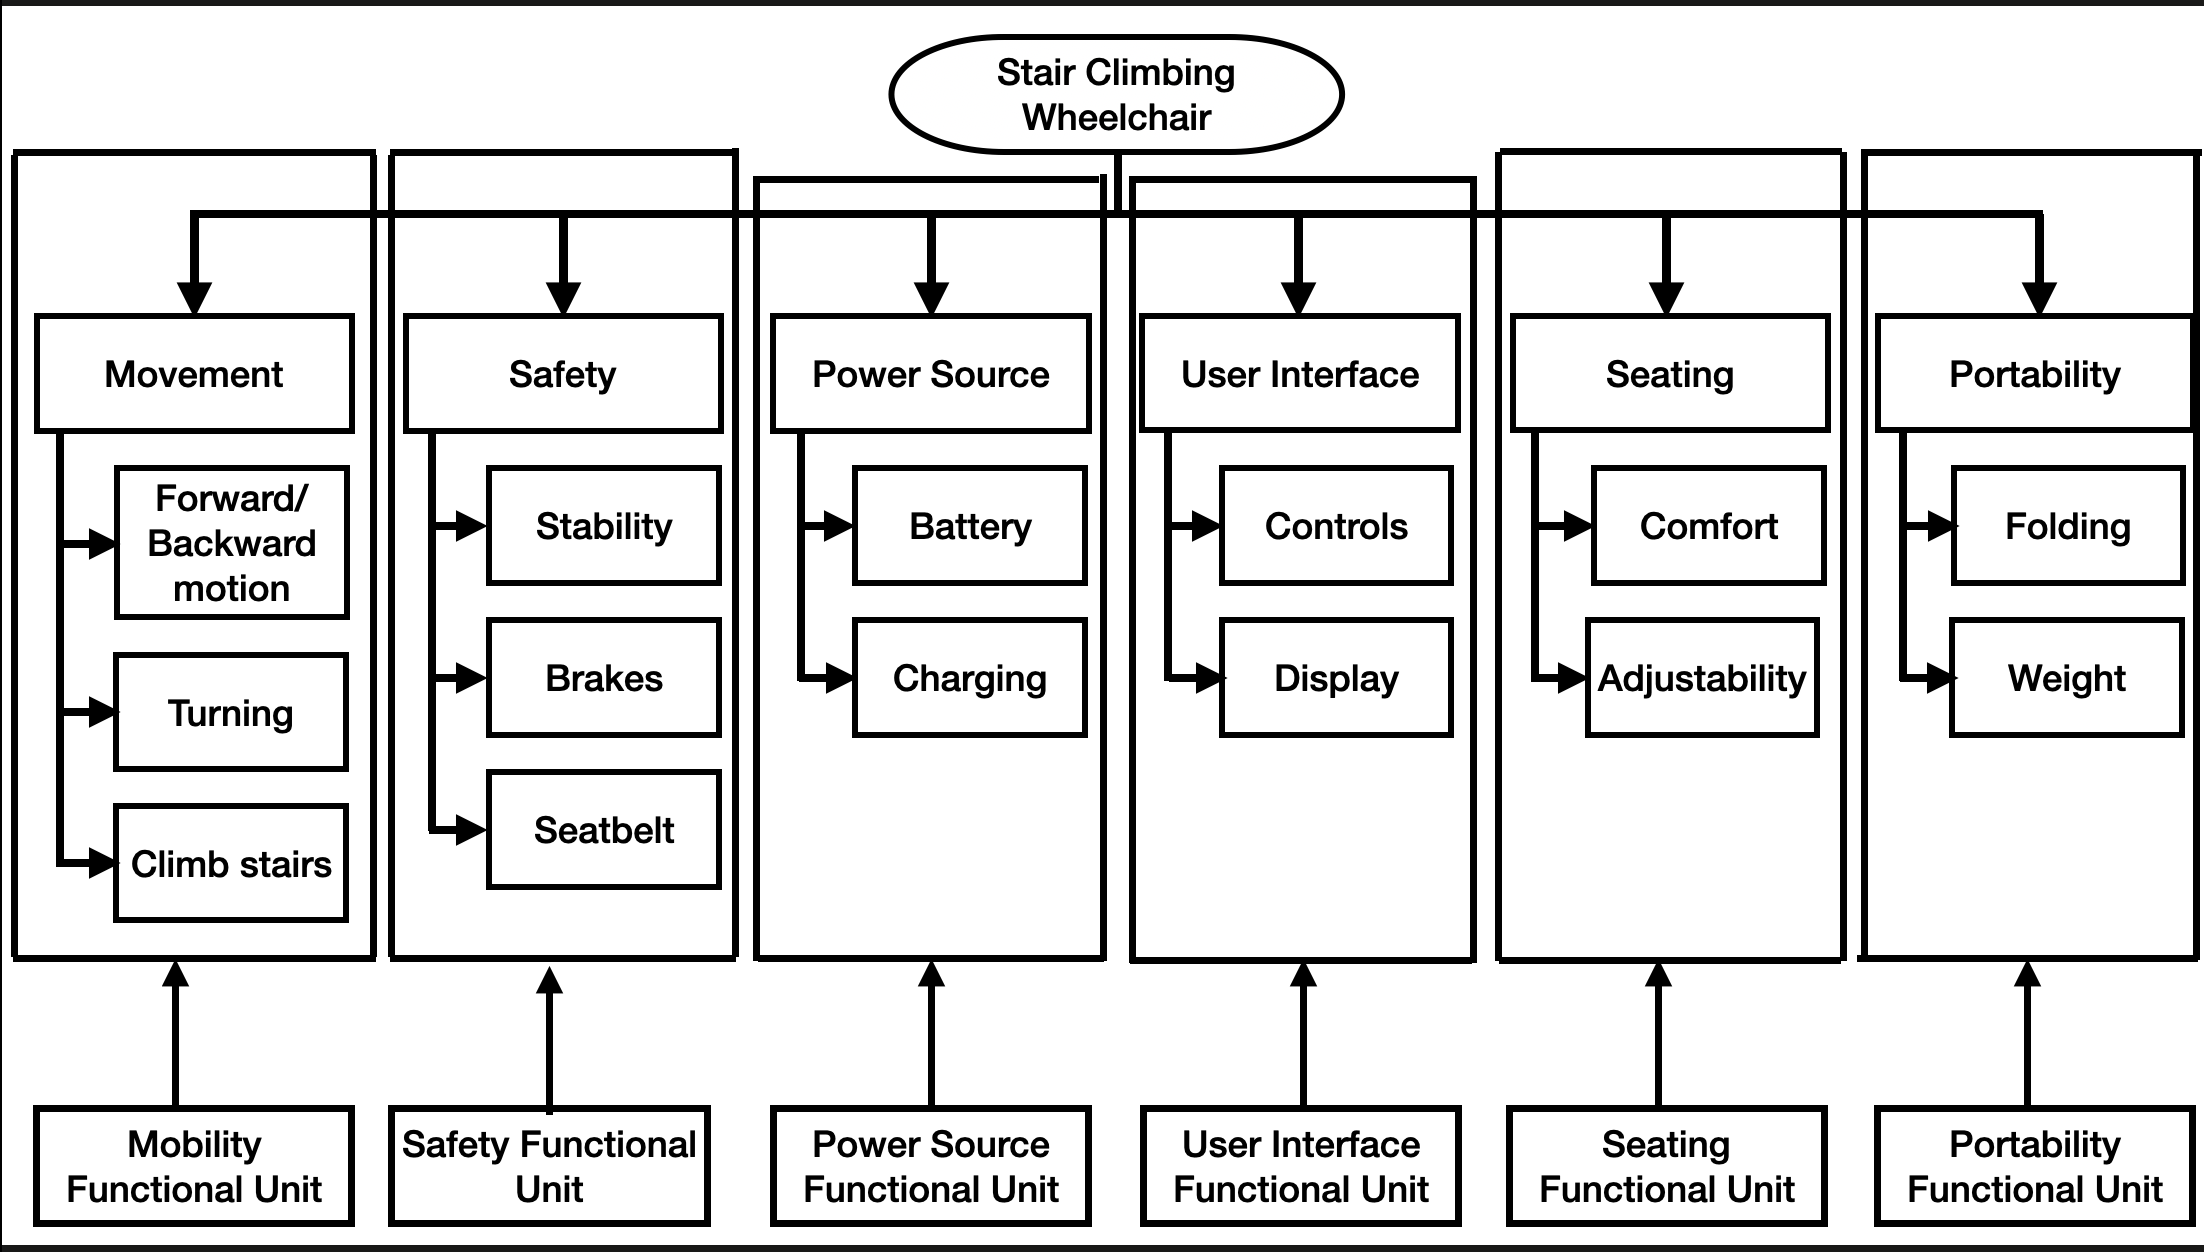 Stair Climbing
Wheelchair
Movement
Safety
Power Source
User Interface
Seating
Portability
Forward/
Backward
motion
Turning
Climb stairs
Stability
Brakes
Seatbelt
Battery
Charging
Controls
Display
Comfort
Adjustability
Folding
Weight
Mobility
Functional Unit
Safety Functional
Unit
Power Source
Functional Unit
User Interface
Functional Unit
Seating
Functional Unit
Portability
Functional Unit